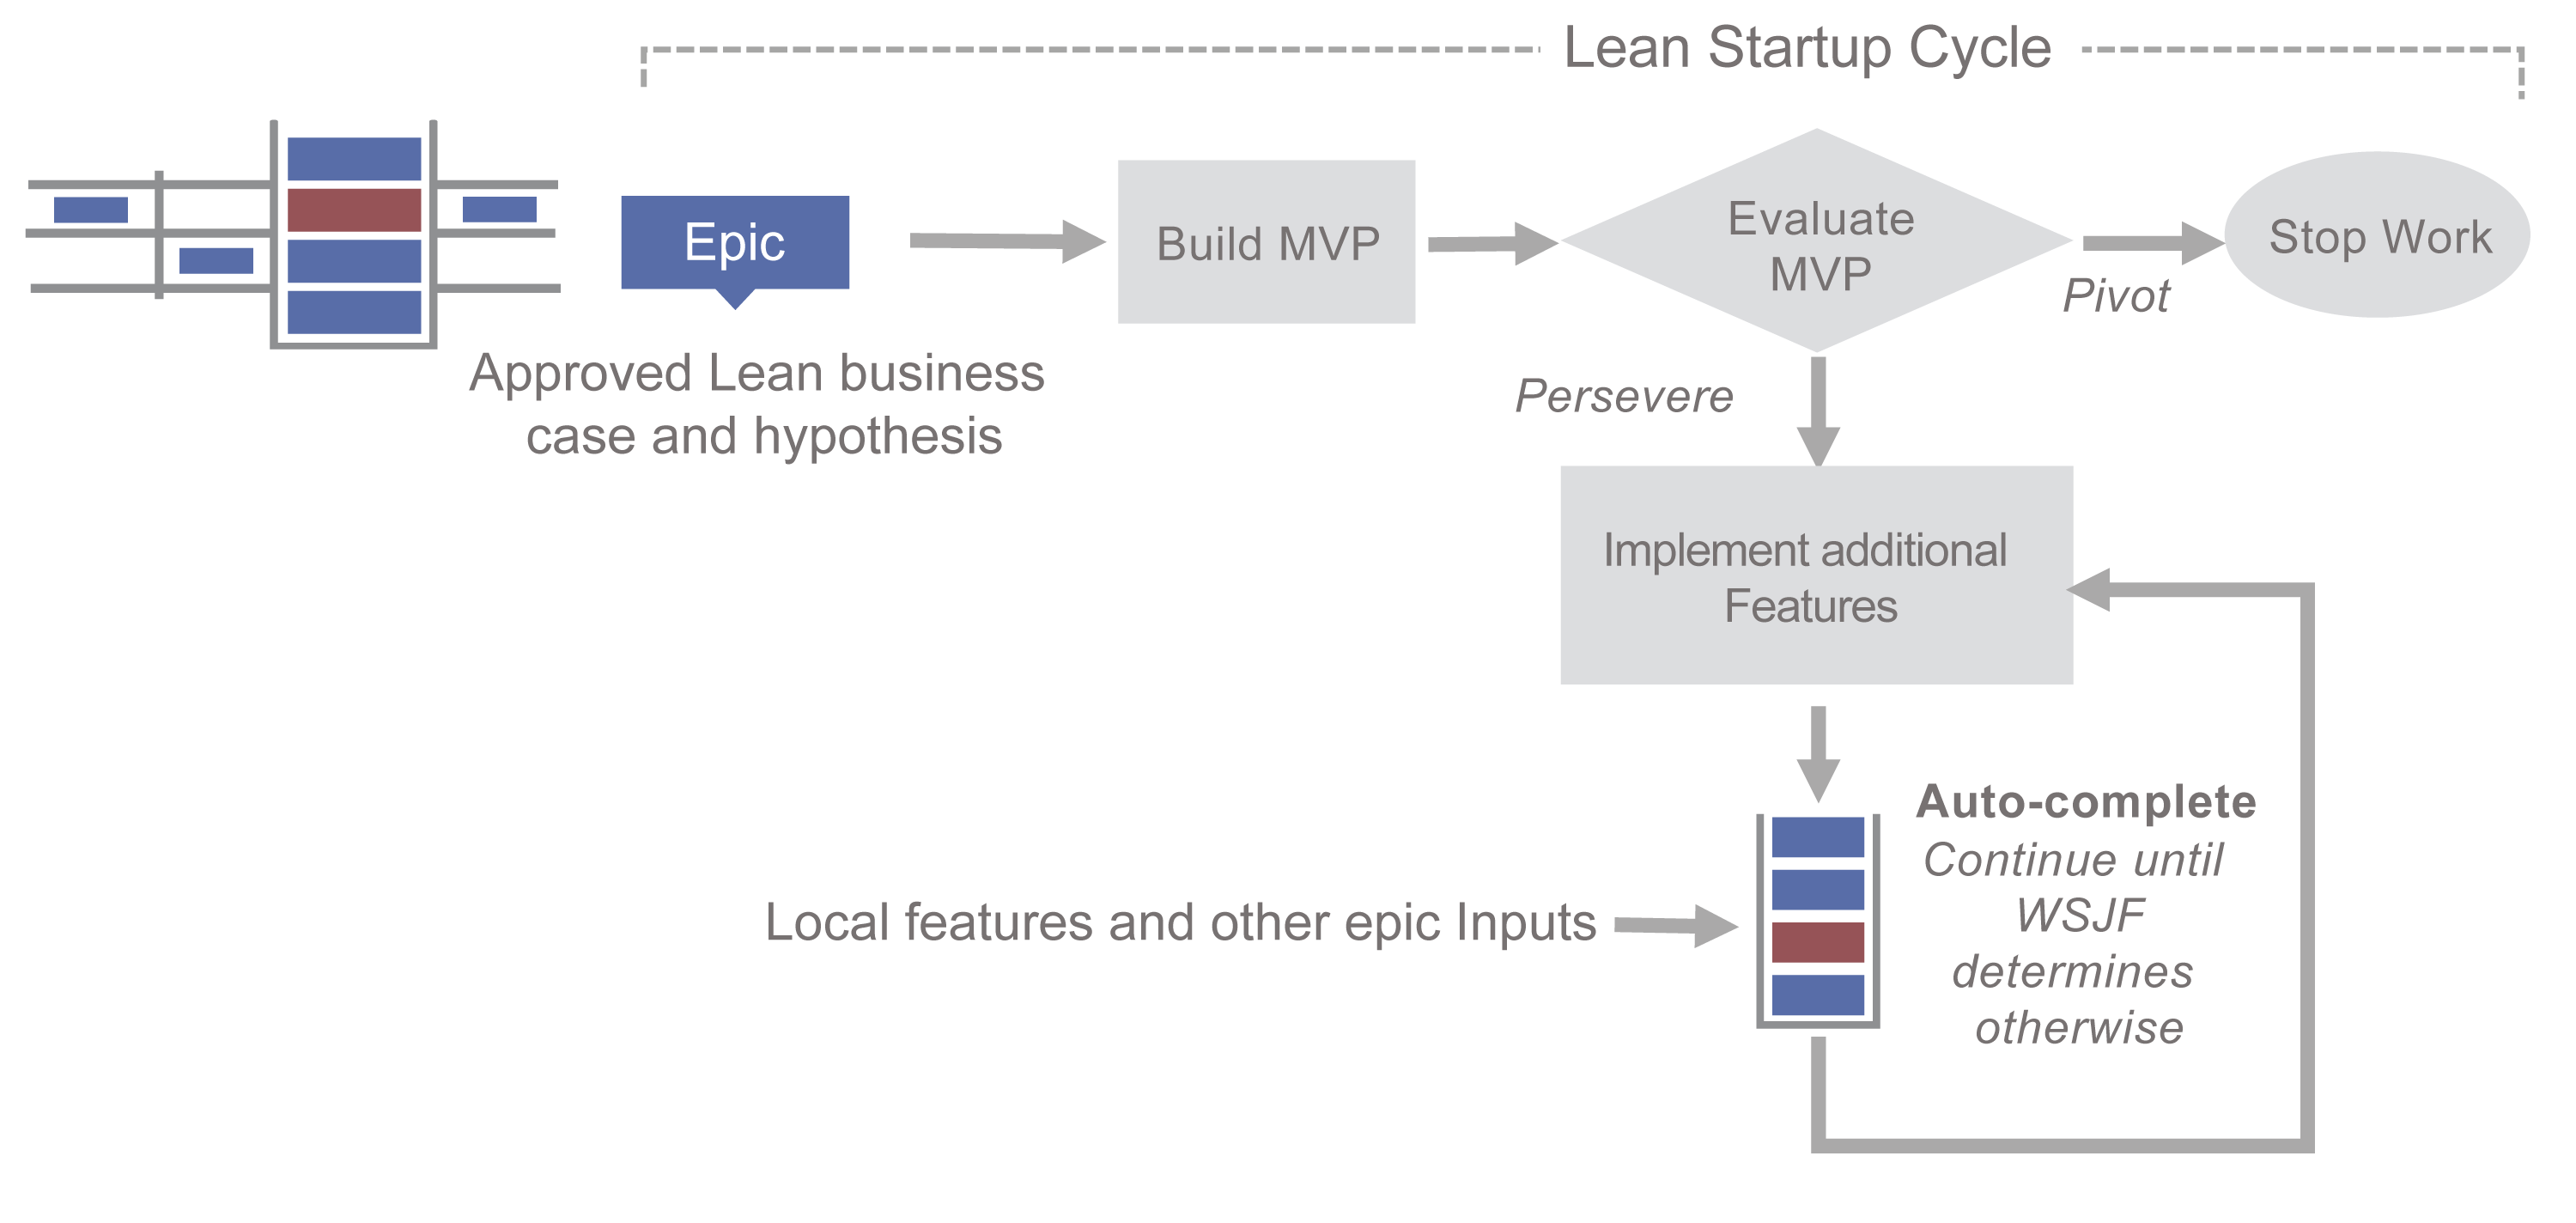 Lean Startup Cycle
Epic
Approved Lean business
case and hypothesis
Build MVP
Evaluate
MVP
Pivot
Stop Work
Persevere
Implement additional
Features
Auto-complete
Continue until
WSJF
determines
otherwise
Local features and other epic Inputs